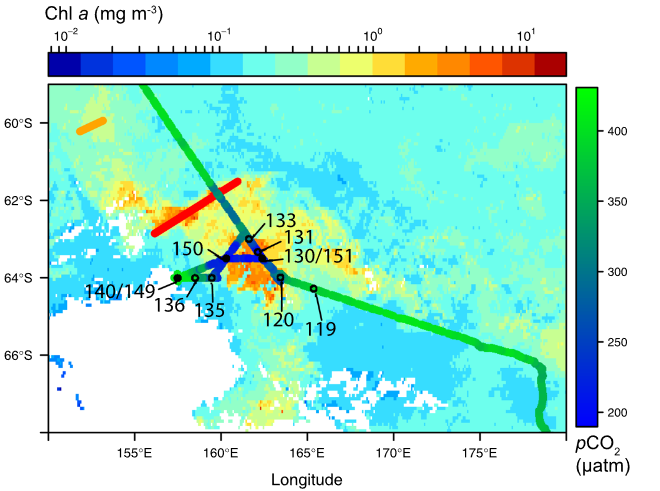 Chl a (mg m⁻³)
10⁻² 10⁻¹ 10⁰ 10¹
60°S
62°S
64°S
66°S
133
131
150
130/151
140/149
136
135
120
119
155°E 160°E 165°E 170°E 175°E
Longitude
400
350
300
250
200
pCO₂
(µatm)